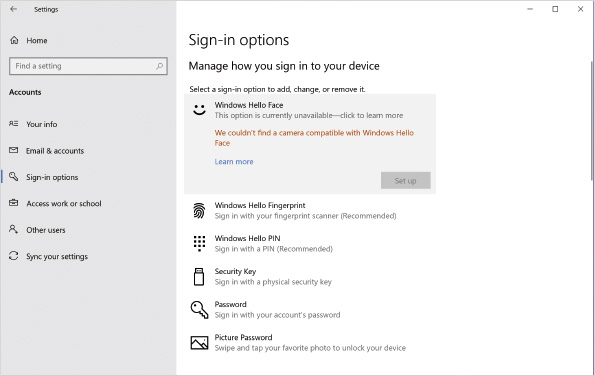 Settings
Home
Find a setting
Accounts
Your info
Email & accounts
Sign-in options
Access work or school
Other users
Sync your settings
Sign-in options
Manage how you sign in to your device
Select a sign-in option to add, change, or remove it.
Windows Hello Face
This option is currently unavailable—click to learn more
We couldn't find a camera compatible with Windows Hello
Face
Learn more
Set up
Windows Hello Fingerprint
Sign in with your fingerprint scanner (Recommended)
Windows Hello PIN
Sign in with a PIN (Recommended)
Security Key
Sign in with a physical security key
Password
Sign in with your account's password
Picture Password
Swipe and tap your favorite photo to unlock your device